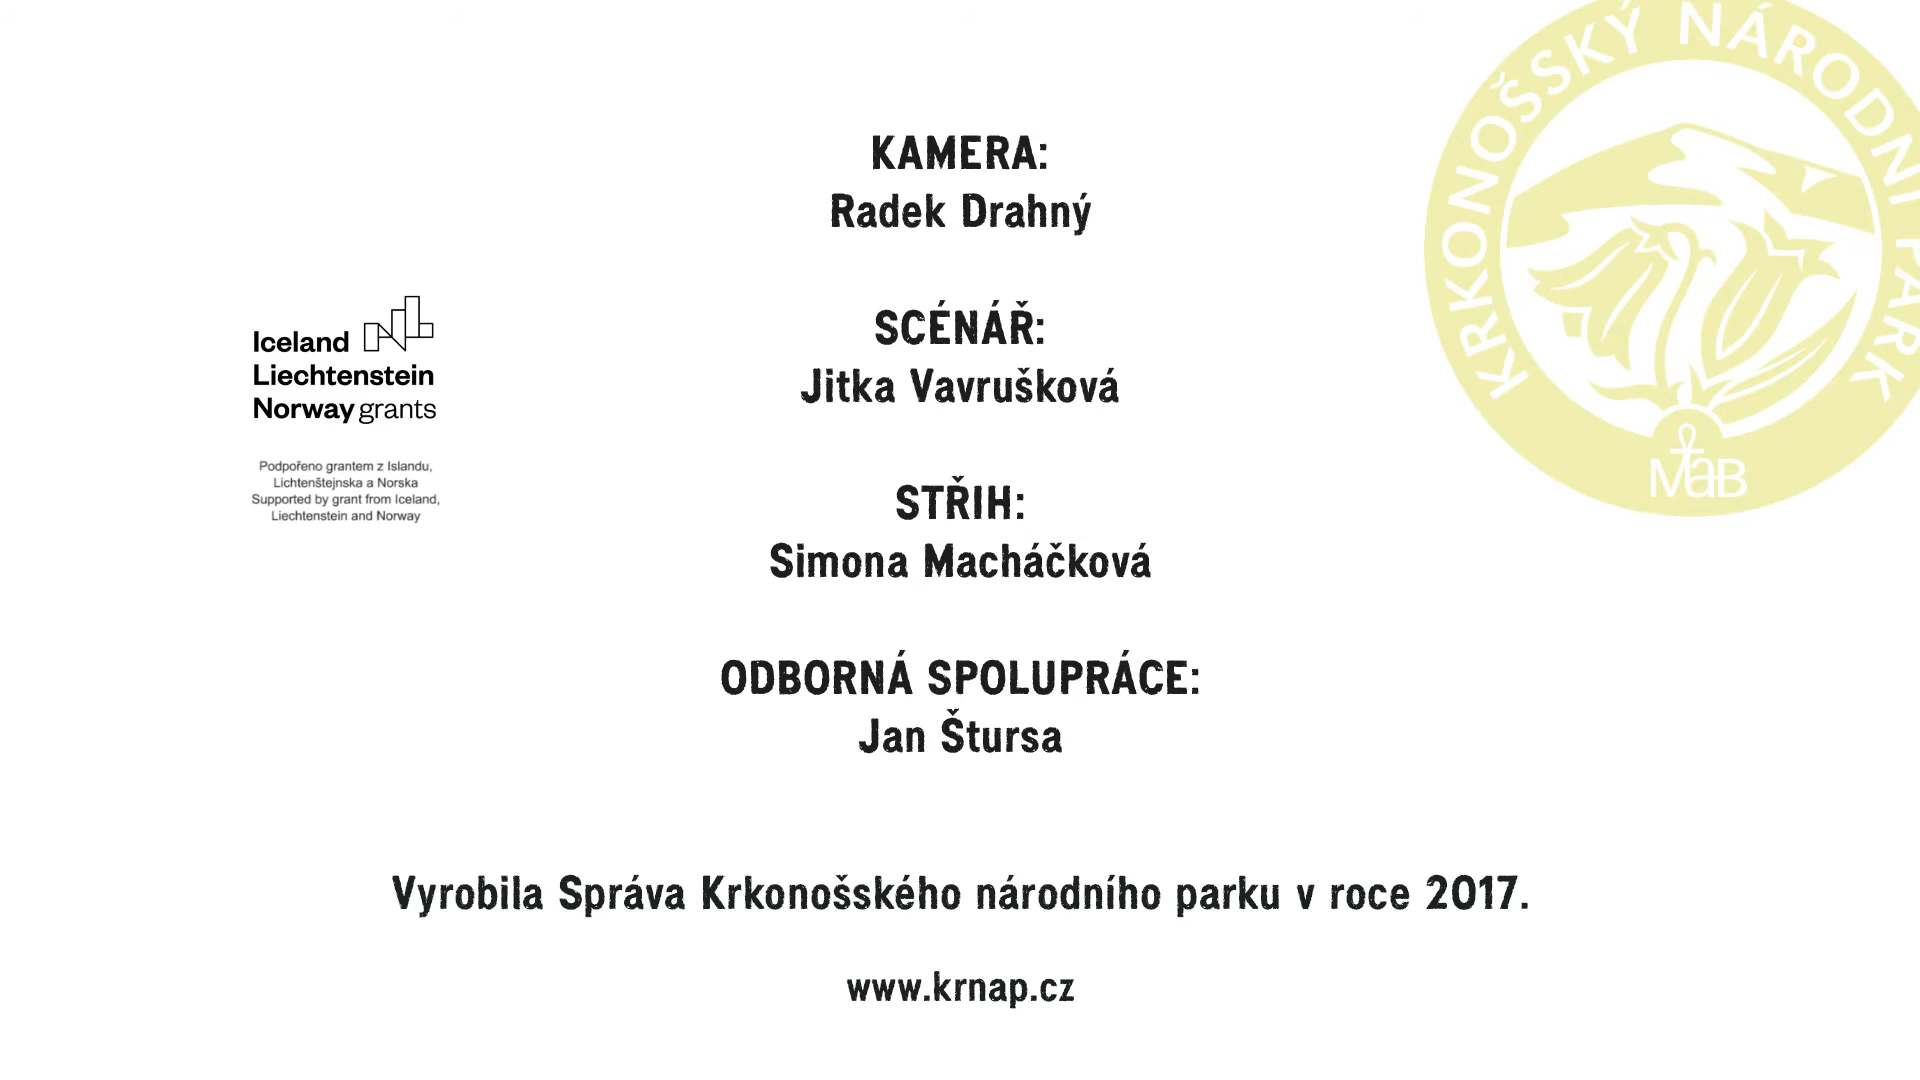 KRKONOŠSKÝ NÁRODNÍ PARK
MaB
KAMERA:
Radek Drahný
SCÉNÁŘ:
Jitka Vavrušková
STŘIH:
Simona Macháčková
ODBORNÁ SPOLUPRÁCE:
Jan Štursa
Iceland
Liechtenstein
Norway grants
Podpořeno grantem z Islandu,
Lichtenštejnska a Norska
Supported by grant from Iceland,
Liechtenstein and Norway
Vyrobila Správa Krkonošského národního parku v roce 2017.
www.krnap.cz